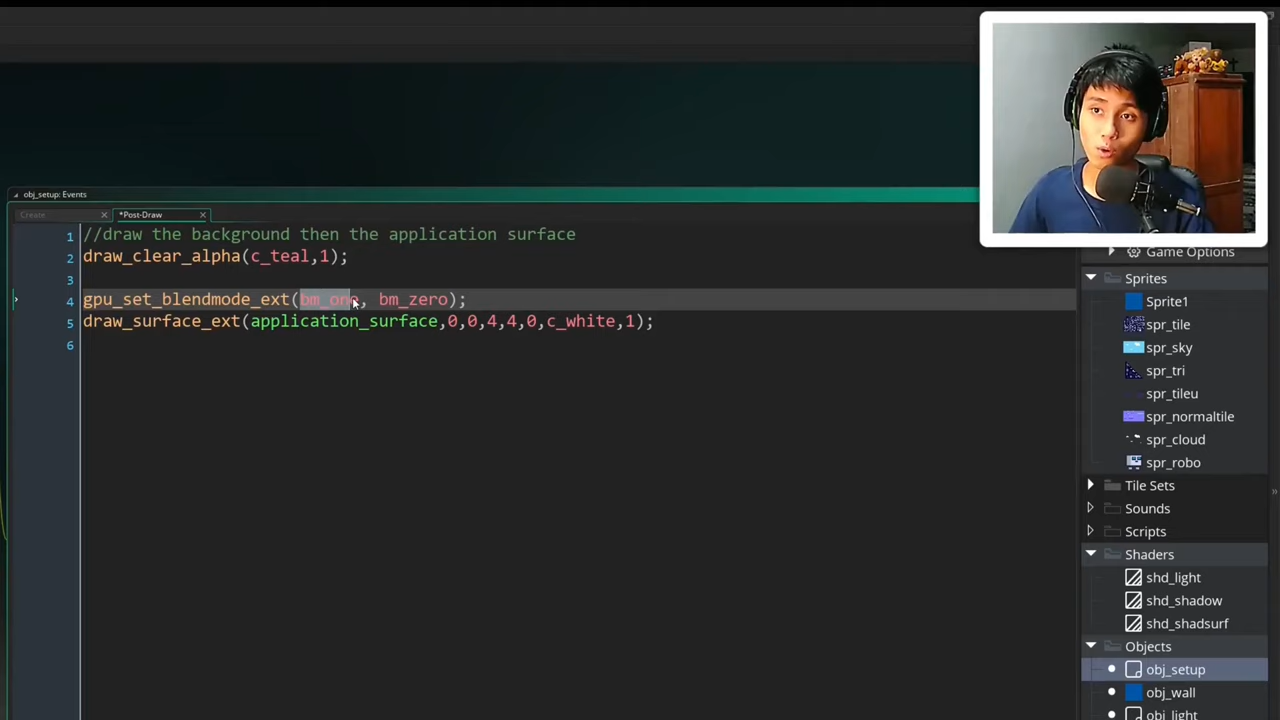 obj_setup: Events
Create
*Post-Draw
1 //draw the background then the application surface
2 draw_clear_alpha(c_teal,1);
3
4 gpu_set_blendmode_ext(bm_one, bm_zero);
5 draw_surface_ext(application_surface,0,0,4,4,0,c_white,1);
6
Game Options
Sprites
Sprite1
spr_tile
spr_sky
spr_tri
spr_tileu
spr_normaltile
spr_cloud
spr_robo
Tile Sets
Sounds
Scripts
Shaders
shd_light
shd_shadow
shd_shadsurf
Objects
obj_setup
obj_wall
obj_light